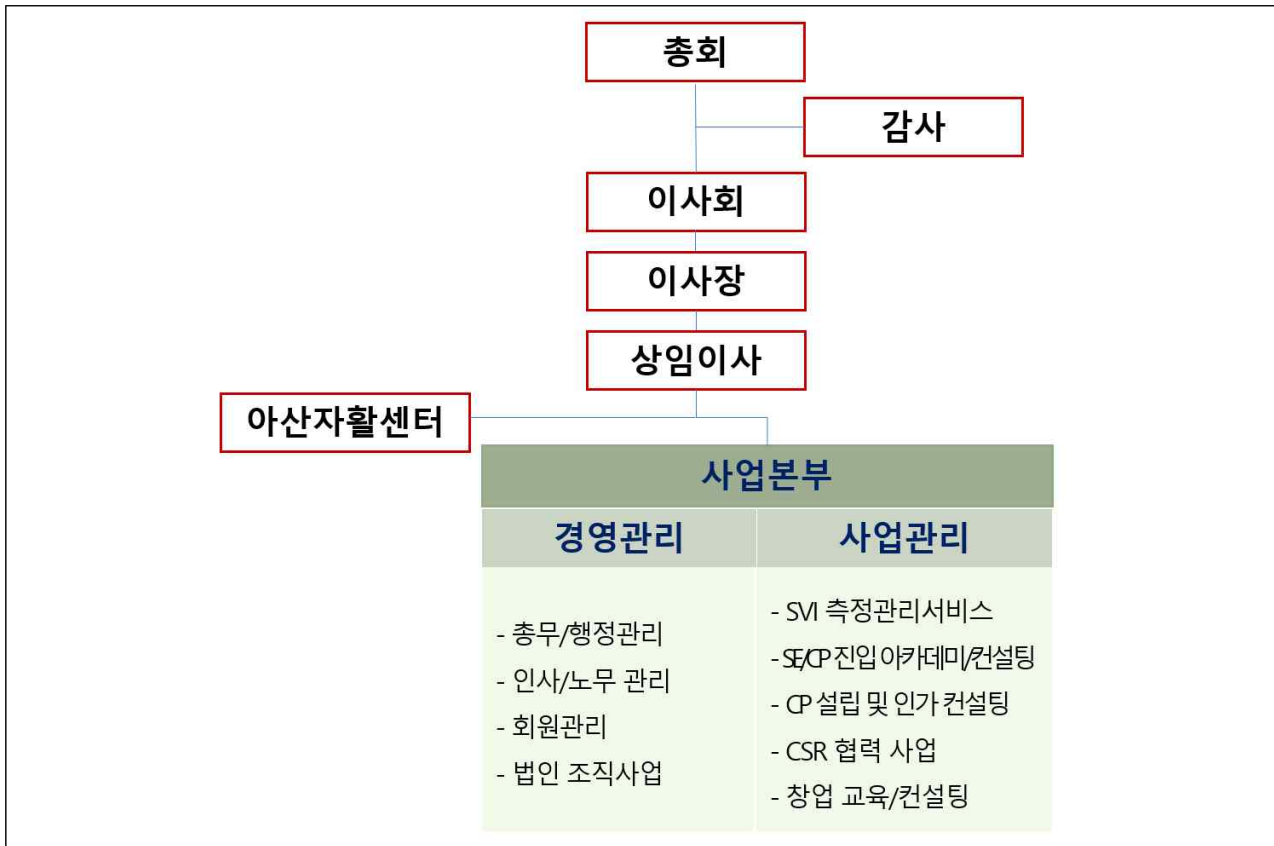 총회
감사
이사회
이사장
상임이사
아산자활센터
사업본부
경영관리
사업관리
- 총무/행정관리
- 인사/노무 관리
- 회원관리
- 법인 조직사업
- SVI 측정관리서비스
- SE/CP 진입 아카데미/컨설팅
- CP 설립 및 인가 컨설팅
- CSR 협력 사업
- 창업 교육/컨설팅